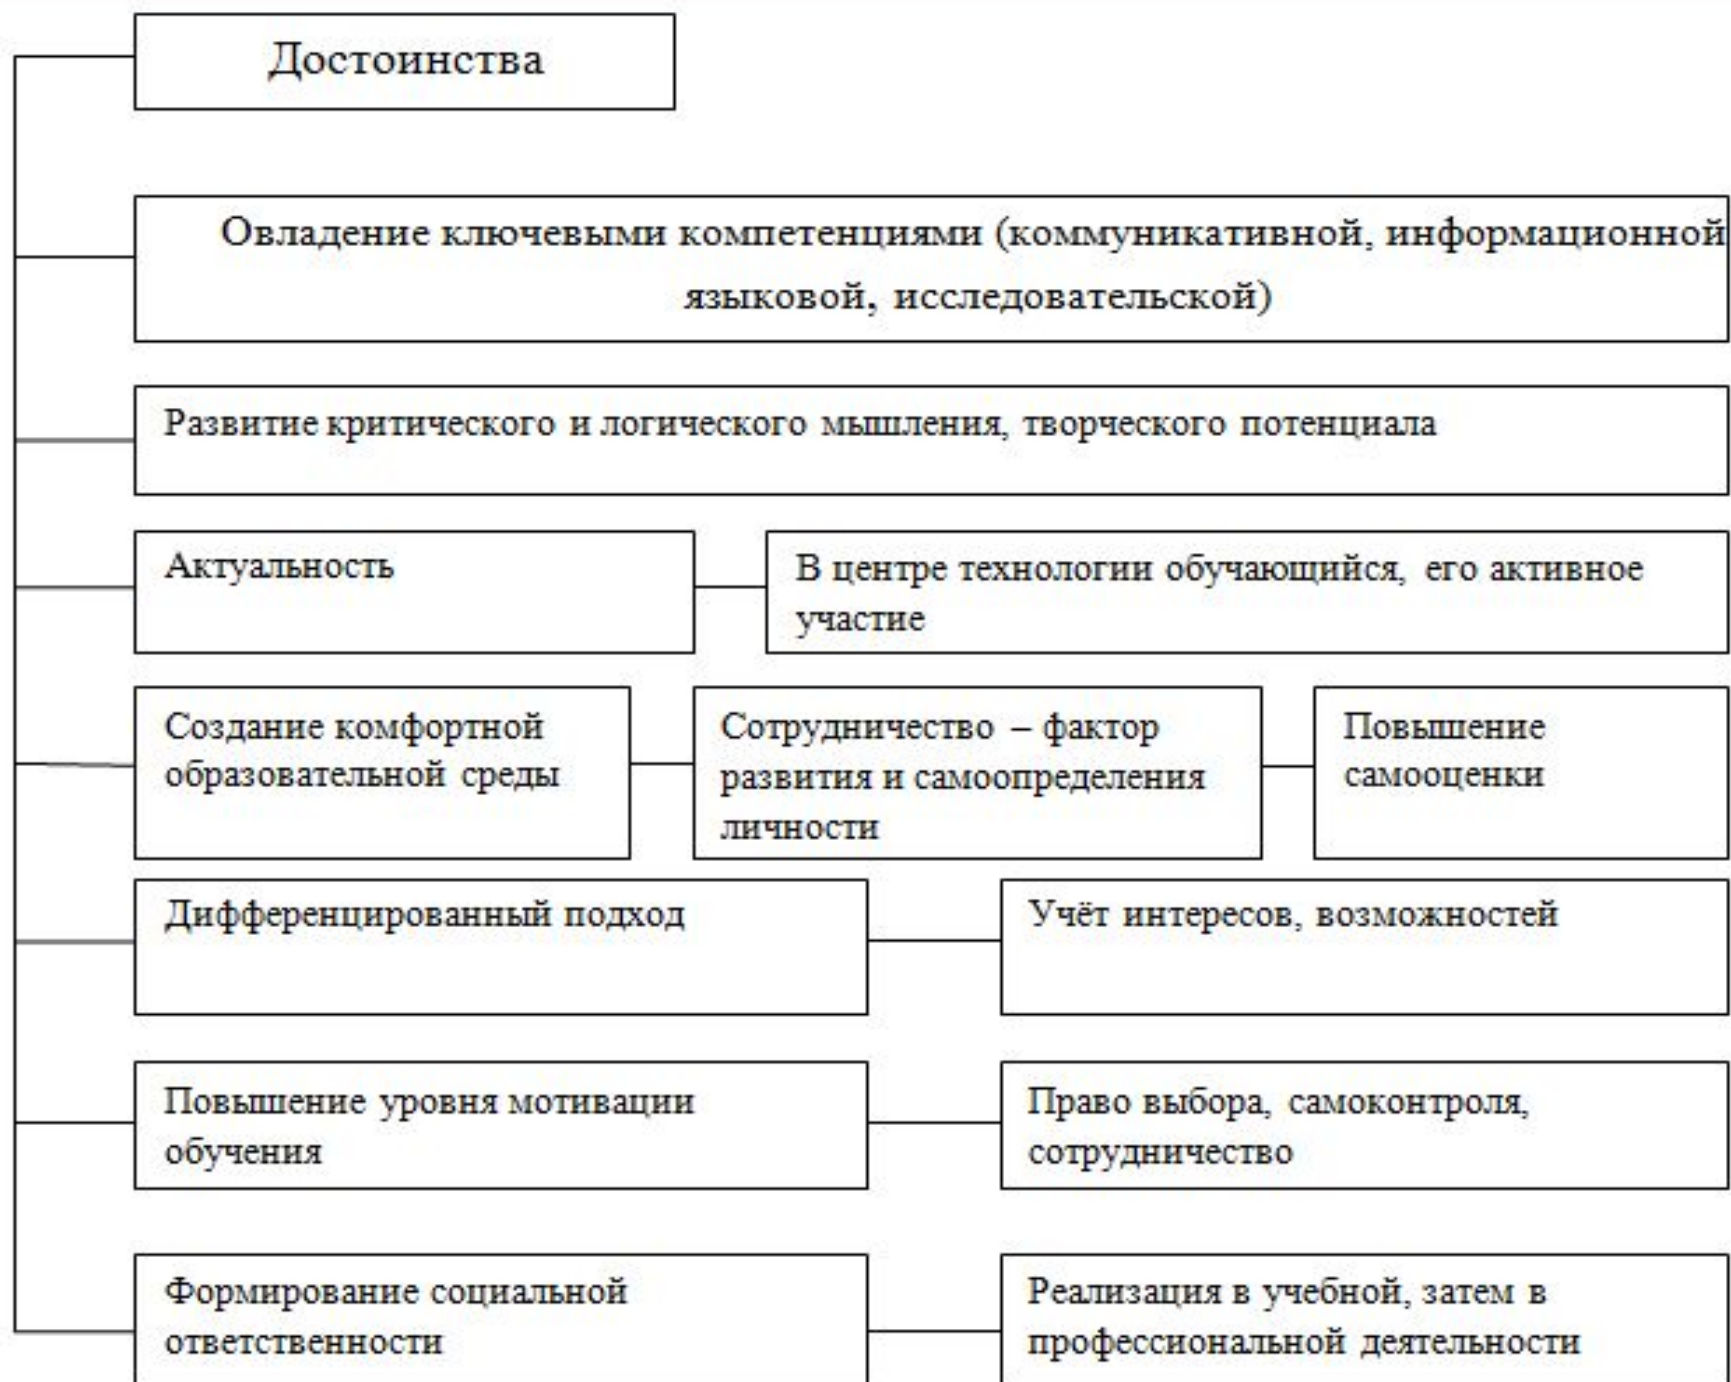 Достоинства
Овладение ключевыми компетенциями (коммуникативной, информационной
языковой, исследовательской)
Развитие критического и логического мышления, творческого потенциала
Актуальность
В центре технологии обучающийся, его активное
участие
Создание комфортной
образовательной среды
Сотрудничество – фактор
развития и самоопределения
личности
Повышение
самооценки
Дифференцированный подход
Учёт интересов, возможностей
Повышение уровня мотивации
обучения
Право выбора, самоконтроля,
сотрудничество
Формирование социальной
ответственности
Реализация в учебной, затем в
профессиональной деятельности